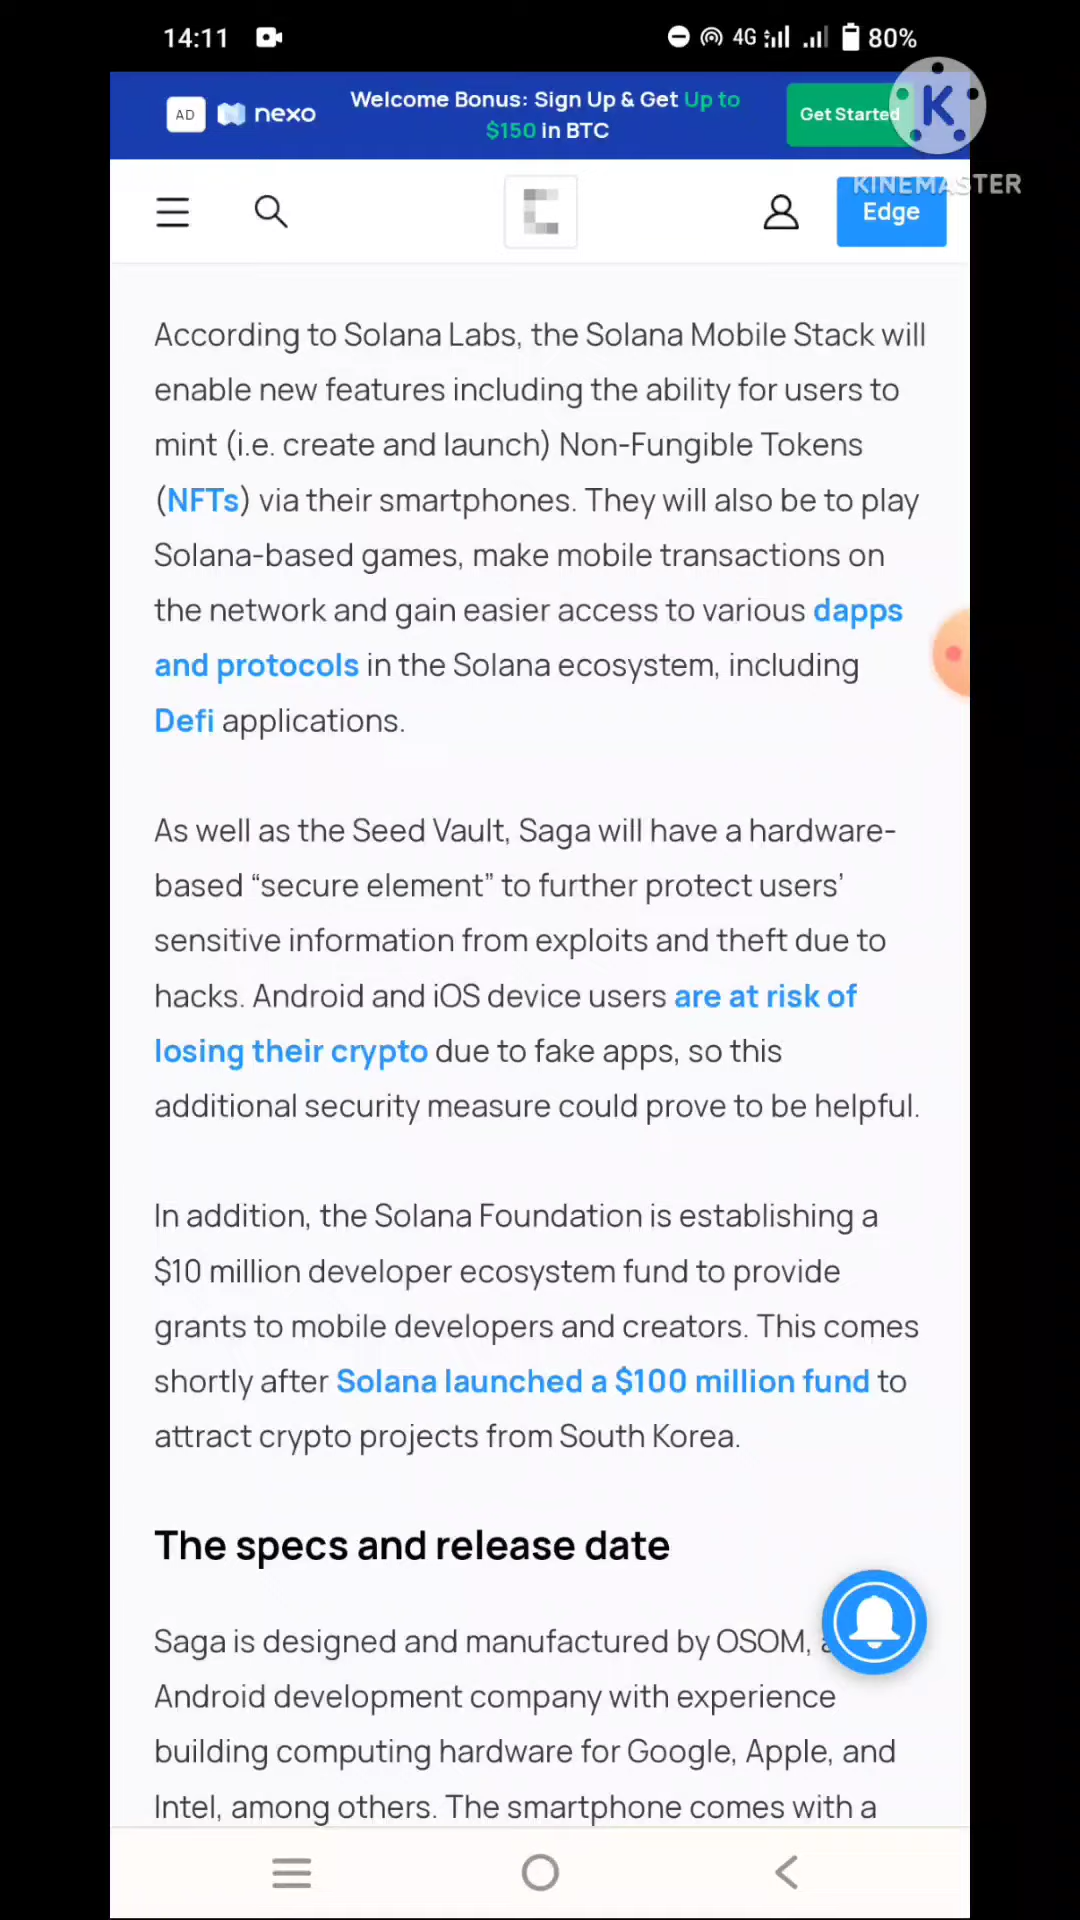 14:11
4G
80%
AD
nexo
Welcome Bonus: Sign Up & Get Up to
$150 in BTC
Get Started
K
KINEMASTER
Edge
According to Solana Labs, the Solana Mobile Stack will
enable new features including the ability for users to
mint (i.e. create and launch) Non-Fungible Tokens
(NFTs) via their smartphones. They will also be to play
Solana-based games, make mobile transactions on
the network and gain easier access to various dapps
and protocols in the Solana ecosystem, including
Defi applications.
As well as the Seed Vault, Saga will have a hardware-
based “secure element” to further protect users’
sensitive information from exploits and theft due to
hacks. Android and iOS device users are at risk of
losing their crypto due to fake apps, so this
additional security measure could prove to be helpful.
In addition, the Solana Foundation is establishing a
$10 million developer ecosystem fund to provide
grants to mobile developers and creators. This comes
shortly after Solana launched a $100 million fund to
attract crypto projects from South Korea.
The specs and release date
Saga is designed and manufactured by OSOM,
Android development company with experience
building computing hardware for Google, Apple, and
Intel, among others. The smartphone comes with a